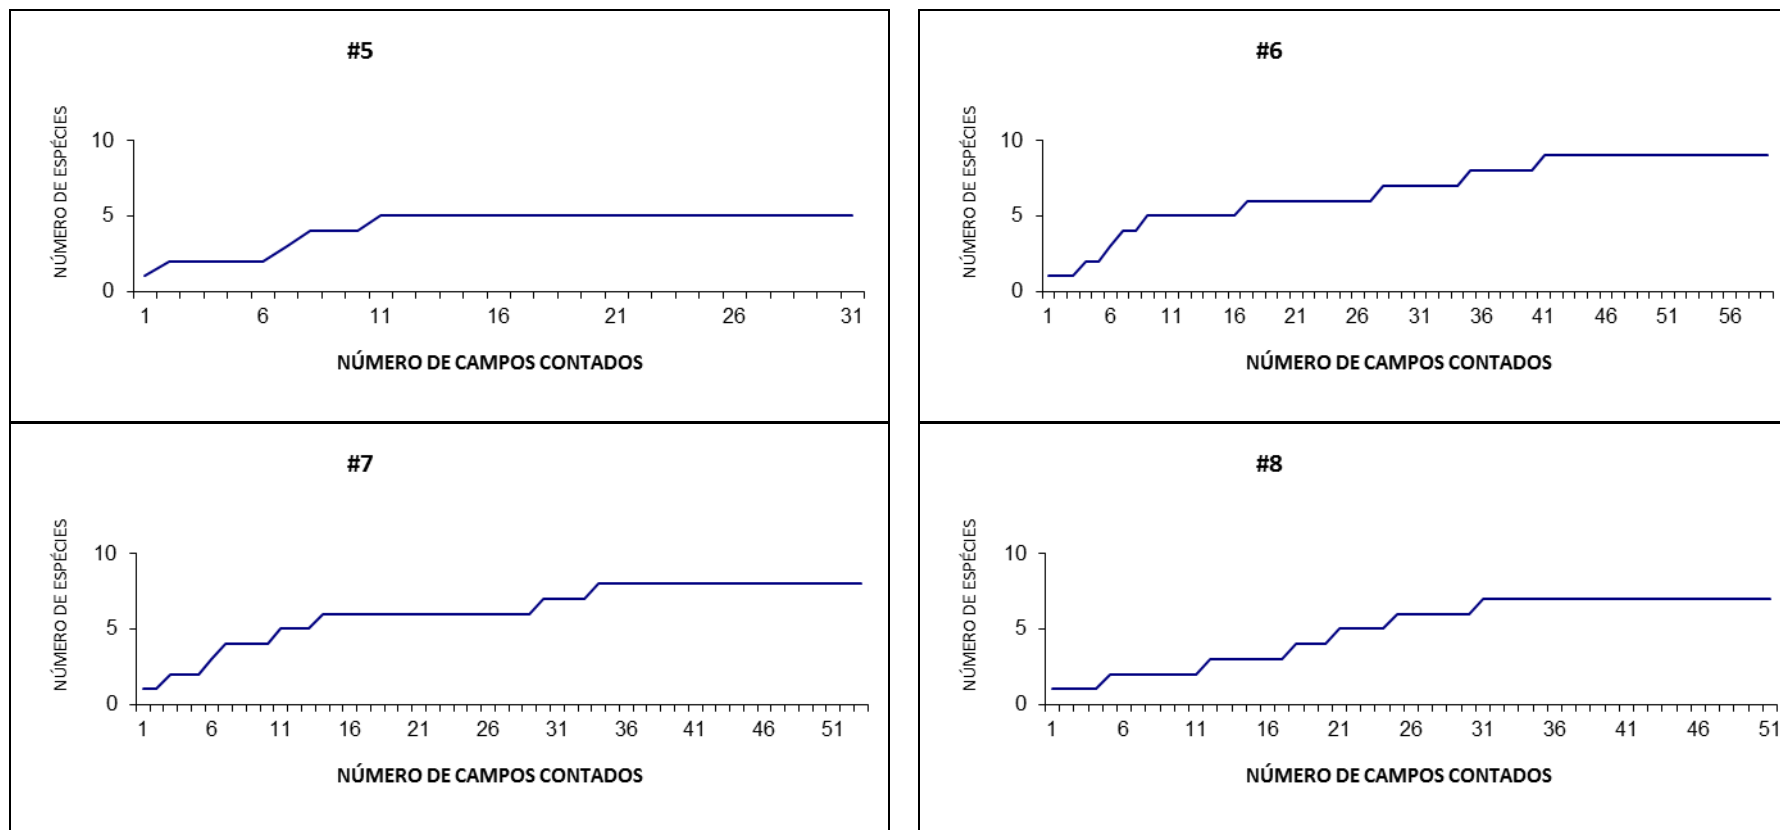 #5
NÚMERO DE ESPÉCIES
10
5
0
1 6 11 16 21 26 31
NÚMERO DE CAMPOS CONTADOS
#6
NÚMERO DE ESPÉCIES
10
5
0
1 6 11 16 21 26 31 36 41 46 51 56
NÚMERO DE CAMPOS CONTADOS
#7
NÚMERO DE ESPÉCIES
10
5
0
1 6 11 16 21 26 31 36 41 46 51
NÚMERO DE CAMPOS CONTADOS
#8
NÚMERO DE ESPÉCIES
10
5
0
1 6 11 16 21 26 31 36 41 46 51
NÚMERO DE CAMPOS CONTADOS